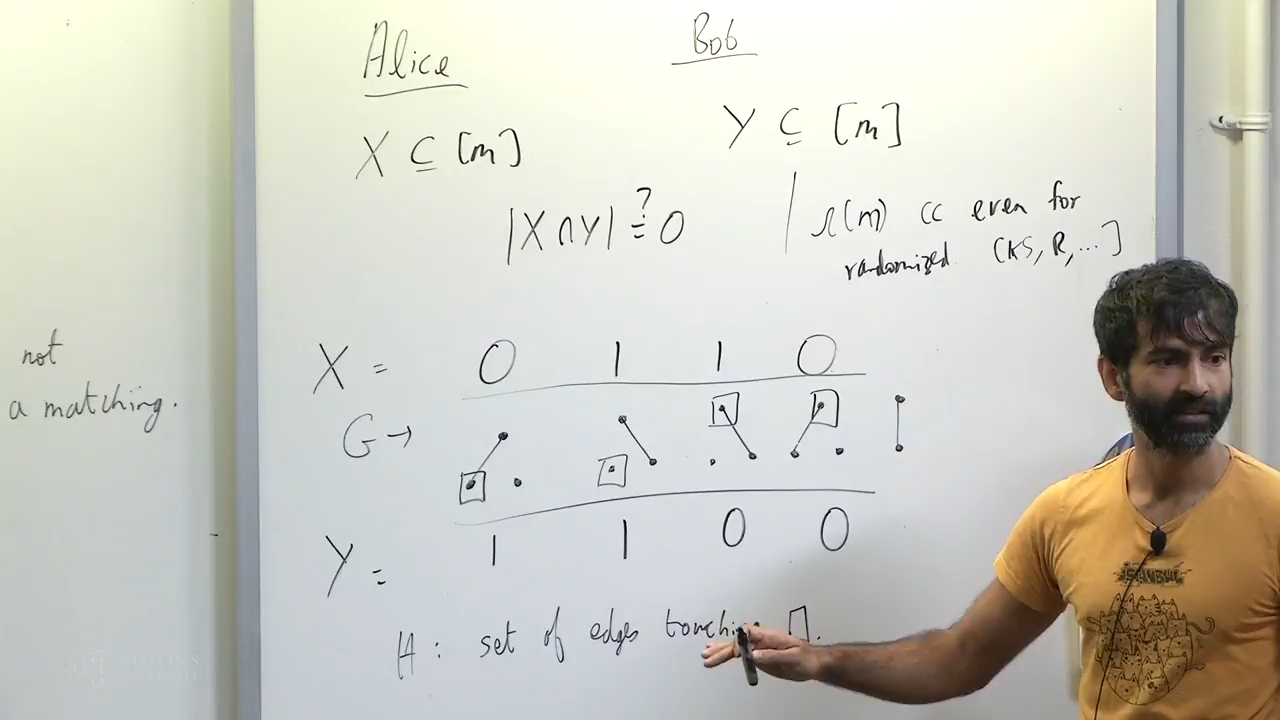 Alice
Bob
X ⊆ [m]
Y ⊆ [m]
|X ∩ Y| ≟ 0
Ω(m) cc even for
randomized (KS, R, ...]
not
a matching.
X = 0 1 1 0
G →
Y = 1 1 0 0
H : set of edges touching □.
ISTANBUL